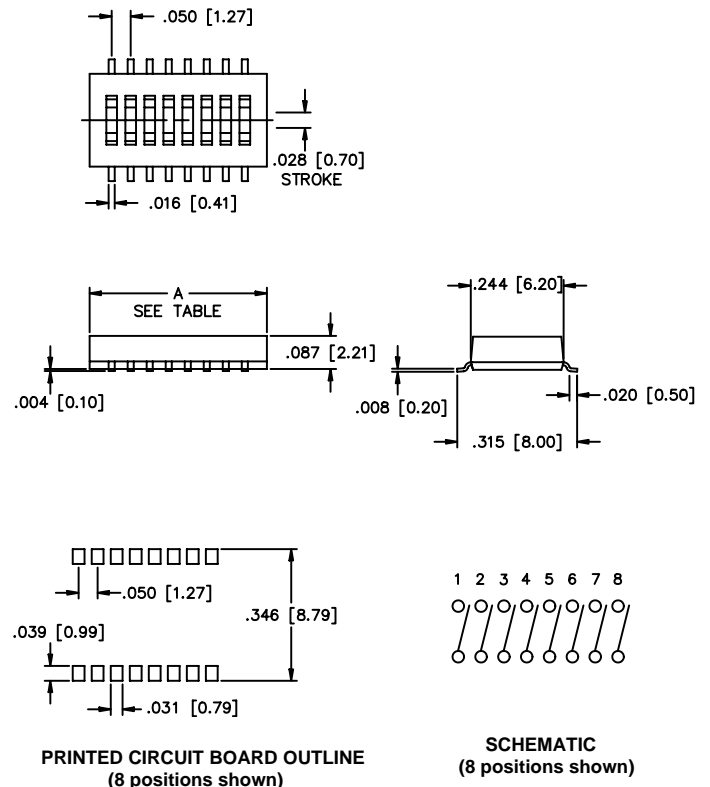 .050 [1.27]
.028 [0.70]
STROKE
.016 [0.41]
A
SEE TABLE
.087 [2.21]
.004 [0.10]
.244 [6.20]
.008 [0.20]
.020 [0.50]
.315 [8.00]
.050 [1.27]
.346 [8.79]
.039 [0.99]
.031 [0.79]
PRINTED CIRCUIT BOARD OUTLINE
(8 positions shown)
1 2 3 4 5 6 7 8
SCHEMATIC
(8 positions shown)